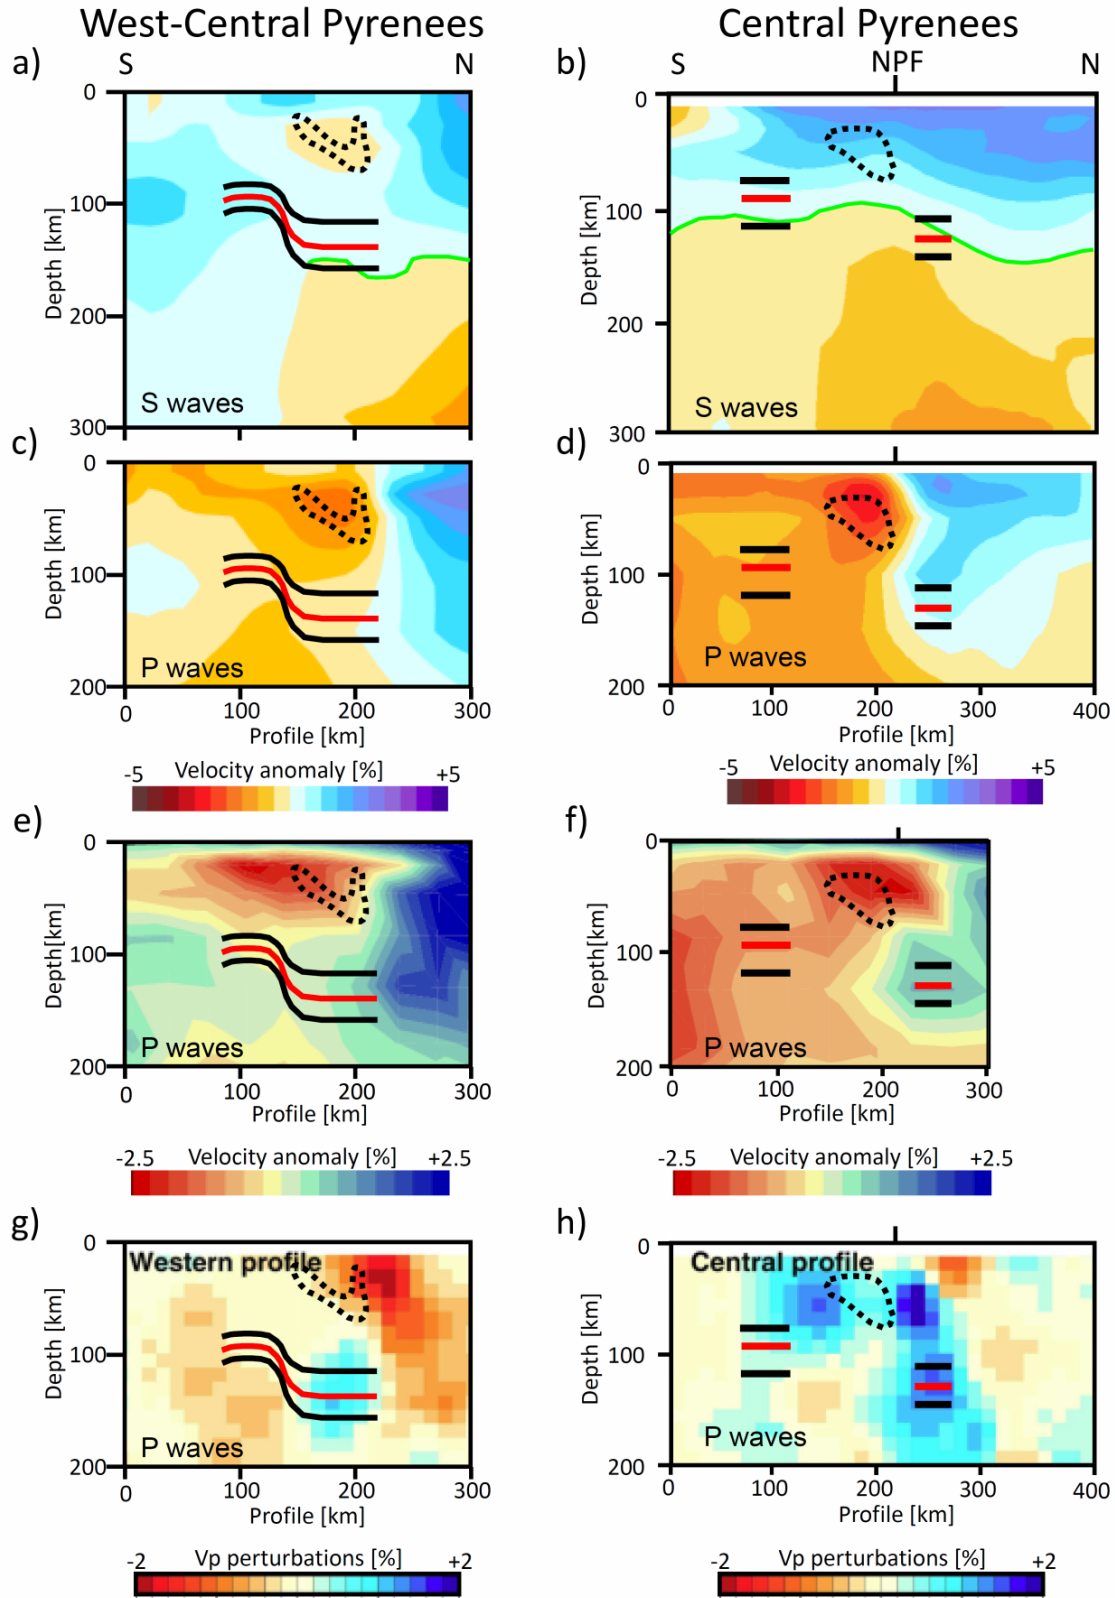 West-Central Pyrenees
Central Pyrenees
a)
S
N
b)
S
NPF
N
0
100
200
300
Depth [km]
S waves
0
100
200
300
Depth [km]
S waves
c)
0
100
200
Depth [km]
P waves
0
100
200
300
Profile [km]
d)
0
100
200
Depth [km]
P waves
0
100
200
300
400
Profile [km]
-5
Velocity anomaly [%]
+5
-5
Velocity anomaly [%]
+5
e)
0
100
200
Depth[km]
P waves
0
100
200
300
Profile [km]
f)
0
100
200
Depth[km]
P waves
0
100
200
300
Profile [km]
-2.5
Velocity anomaly [%]
+2.5
-2.5
Velocity anomaly [%]
+2.5
g)
0
100
200
Depth [km]
Western profile
P waves
0
100
200
300
Profile [km]
h)
0
100
200
Depth [km]
Central profile
P waves
0
100
200
300
400
Profile [km]
-2
Vp perturbations [%]
+2
-2
Vp perturbations [%]
+2